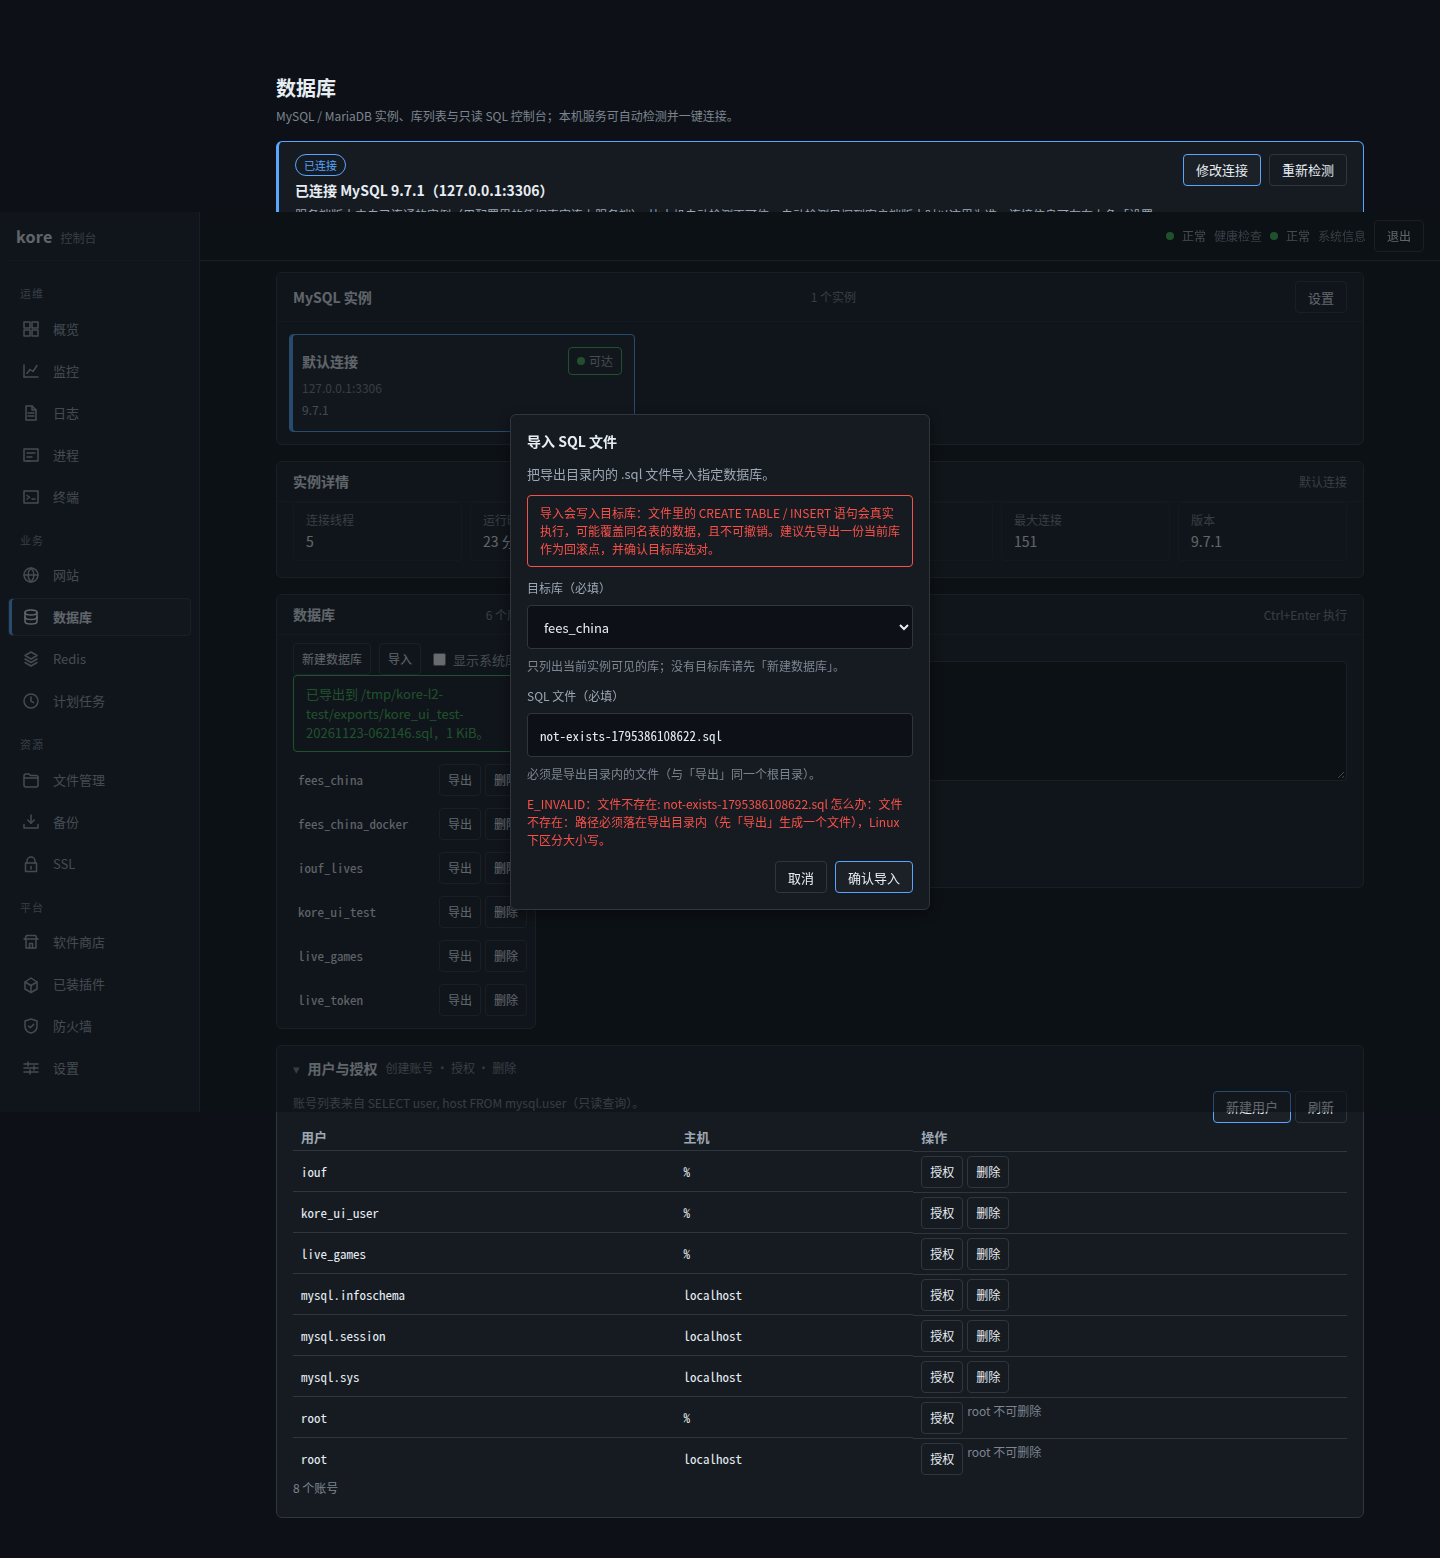 数据库
MySQL / MariaDB 实例、库列表与只读 SQL 控制台；本机服务可自动检测并一键连接。
已连接
修改连接
重新检测
已连接 MySQL 9.7.1（127.0.0.1:3306）
kore 控制台
正常 健康检查 正常 系统信息 退出
运维
概览
监控
日志
进程
终端
业务
网站
数据库
Redis
计划任务
资源
文件管理
备份
SSL
平台
软件商店
已装插件
防火墙
设置
MySQL 实例
1 个实例
设置
默认连接
可达
127.0.0.1:3306
9.7.1
实例详情
默认连接
连接线程
5
23 分
最大连接
151
版本
9.7.1
数据库
Ctrl+Enter 执行
新建数据库
导入
显示系统库
已导出到 /tmp/kore-l2-
test/exports/kore_ui_test-
20261123-062146.sql，1 KiB。
fees_china 导出 删除
fees_china_docker 导出 删除
iouf_lives 导出 删除
kore_ui_test 导出 删除
live_games 导出 删除
live_token 导出 删除
导入 SQL 文件
把导出目录内的 .sql 文件导入指定数据库。
导入会写入目标库：文件里的 CREATE TABLE / INSERT 语句会真实
执行，可能覆盖同名表的数据，且不可撤销。建议先导出一份当前库
作为回滚点，并确认目标库选对。
目标库（必填）
fees_china
只列出当前实例可见的库；没有目标库请先「新建数据库」。
SQL 文件（必填）
not-exists-1795386108622.sql
必须是导出目录内的文件（与「导出」同一个根目录）。
E_INVALID：文件不存在: not-exists-1795386108622.sql 怎么办：文件
不存在：路径必须落在导出目录内（先「导出」生成一个文件），Linux
下区分大小写。
取消
确认导入
▾ 用户与授权 创建账号 · 授权 · 删除
账号列表来自 SELECT user, host FROM mysql.user（只读查询）。
新建用户
刷新
用户 主机 操作
iouf % 授权 删除
kore_ui_user % 授权 删除
live_games % 授权 删除
mysql.infoschema localhost 授权 删除
mysql.session localhost 授权 删除
mysql.sys localhost 授权 删除
root % 授权 root 不可删除
root localhost 授权 root 不可删除
8 个账号